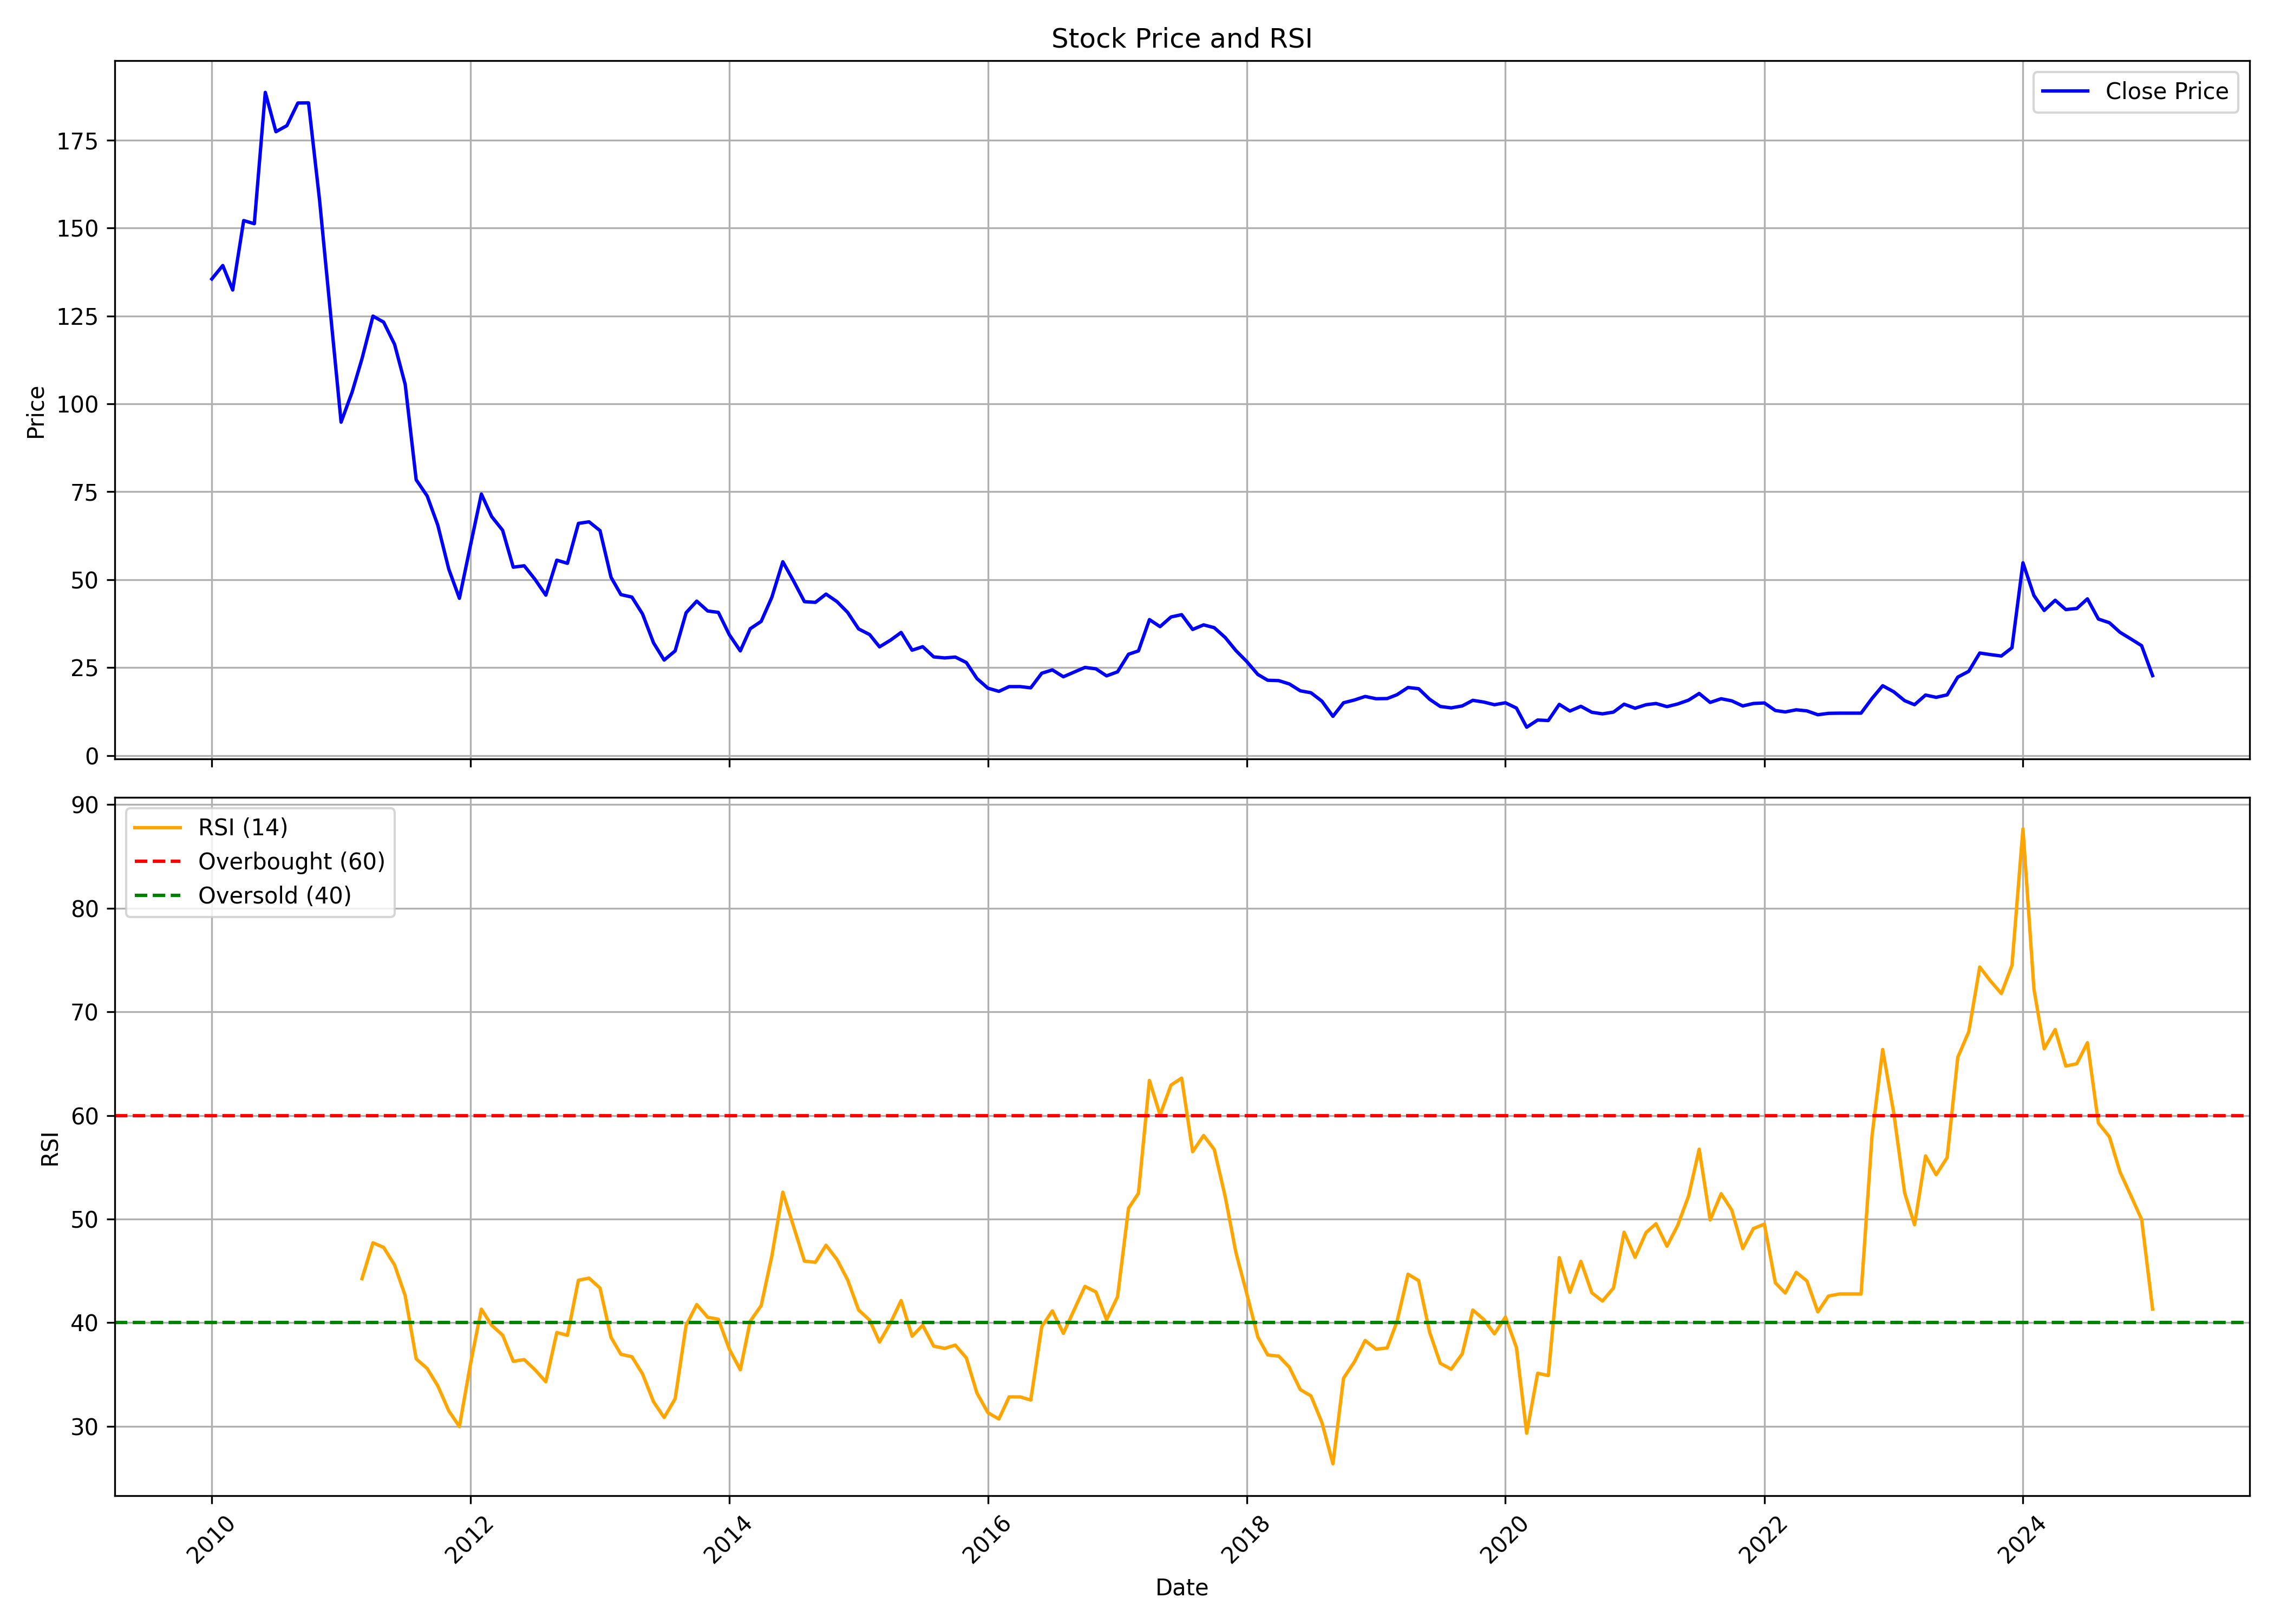 Stock Price and RSI
Close Price
Price
175
150
125
100
75
50
25
0
RSI (14)
Overbought (60)
Oversold (40)
RSI
90
80
70
60
50
40
30
2010
2012
2014
2016
2018
2020
2022
2024
Date